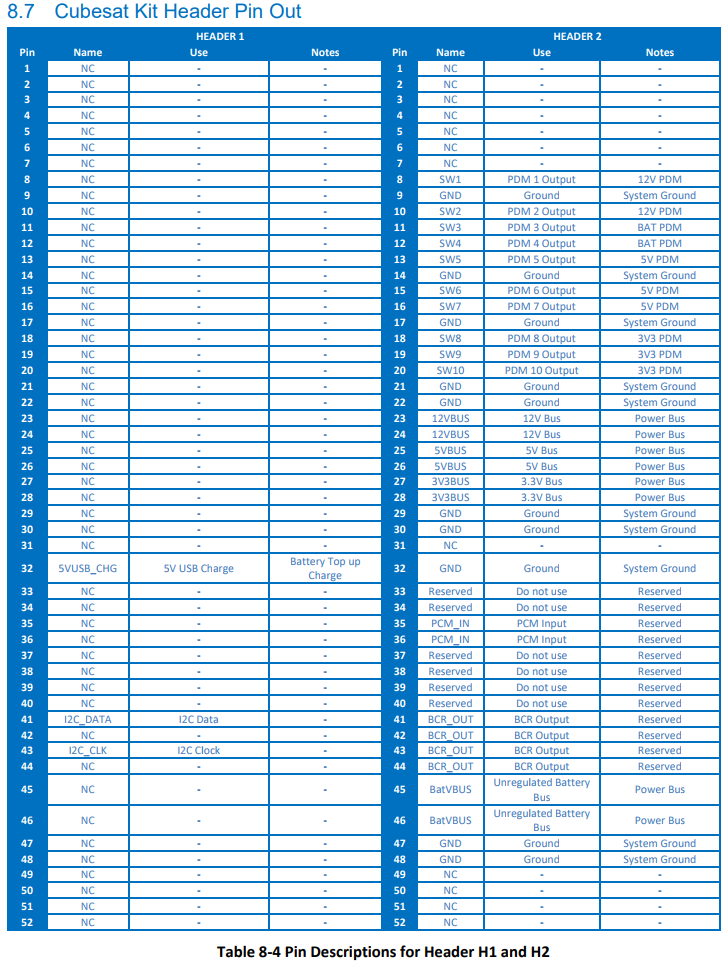 8.7 Cubesat Kit Header Pin Out
HEADER 1 HEADER 2
Pin Name Use Notes Pin Name Use Notes
1 NC - - 1 NC - -
2 NC - - 2 NC - -
3 NC - - 3 NC - -
4 NC - - 4 NC - -
5 NC - - 5 NC - -
6 NC - - 6 NC - -
7 NC - - 7 NC - -
8 NC - - 8 SW1 PDM 1 Output 12V PDM
9 NC - - 9 GND Ground System Ground
10 NC - - 10 SW2 PDM 2 Output 12V PDM
11 NC - - 11 SW3 PDM 3 Output BAT PDM
12 NC - - 12 SW4 PDM 4 Output BAT PDM
13 NC - - 13 SW5 PDM 5 Output 5V PDM
14 NC - - 14 GND Ground System Ground
15 NC - - 15 SW6 PDM 6 Output 5V PDM
16 NC - - 16 SW7 PDM 7 Output 5V PDM
17 NC - - 17 GND Ground System Ground
18 NC - - 18 SW8 PDM 8 Output 3V3 PDM
19 NC - - 19 SW9 PDM 9 Output 3V3 PDM
20 NC - - 20 SW10 PDM 10 Output 3V3 PDM
21 NC - - 21 GND Ground System Ground
22 NC - - 22 GND Ground System Ground
23 NC - - 23 12VBUS 12V Bus Power Bus
24 NC - - 24 12VBUS 12V Bus Power Bus
25 NC - - 25 5VBUS 5V Bus Power Bus
26 NC - - 26 5VBUS 5V Bus Power Bus
27 NC - - 27 3V3BUS 3.3V Bus Power Bus
28 NC - - 28 3V3BUS 3.3V Bus Power Bus
29 NC - - 29 GND Ground System Ground
30 NC - - 30 GND Ground System Ground
31 NC - - 31 NC - -
32 5VUSB_CHG 5V USB Charge Battery Top up Charge 32 GND Ground System Ground
33 NC - - 33 Reserved Do not use Reserved
34 NC - - 34 Reserved Do not use Reserved
35 NC - - 35 PCM_IN PCM Input Reserved
36 NC - - 36 PCM_IN PCM Input Reserved
37 NC - - 37 Reserved Do not use Reserved
38 NC - - 38 Reserved Do not use Reserved
39 NC - - 39 Reserved Do not use Reserved
40 NC - - 40 Reserved Do not use Reserved
41 I2C_DATA I2C Data - 41 BCR_OUT BCR Output Reserved
42 NC - - 42 BCR_OUT BCR Output Reserved
43 I2C_CLK I2C Clock - 43 BCR_OUT BCR Output Reserved
44 NC - - 44 BCR_OUT BCR Output Reserved
45 NC - - 45 BatVBUS Unregulated Battery Bus Power Bus
46 NC - - 46 BatVBUS Unregulated Battery Bus Power Bus
47 NC - - 47 GND Ground System Ground
48 NC - - 48 GND Ground System Ground
49 NC - - 49 NC - -
50 NC - - 50 NC - -
51 NC - - 51 NC - -
52 NC - - 52 NC - -
Table 8-4 Pin Descriptions for Header H1 and H2